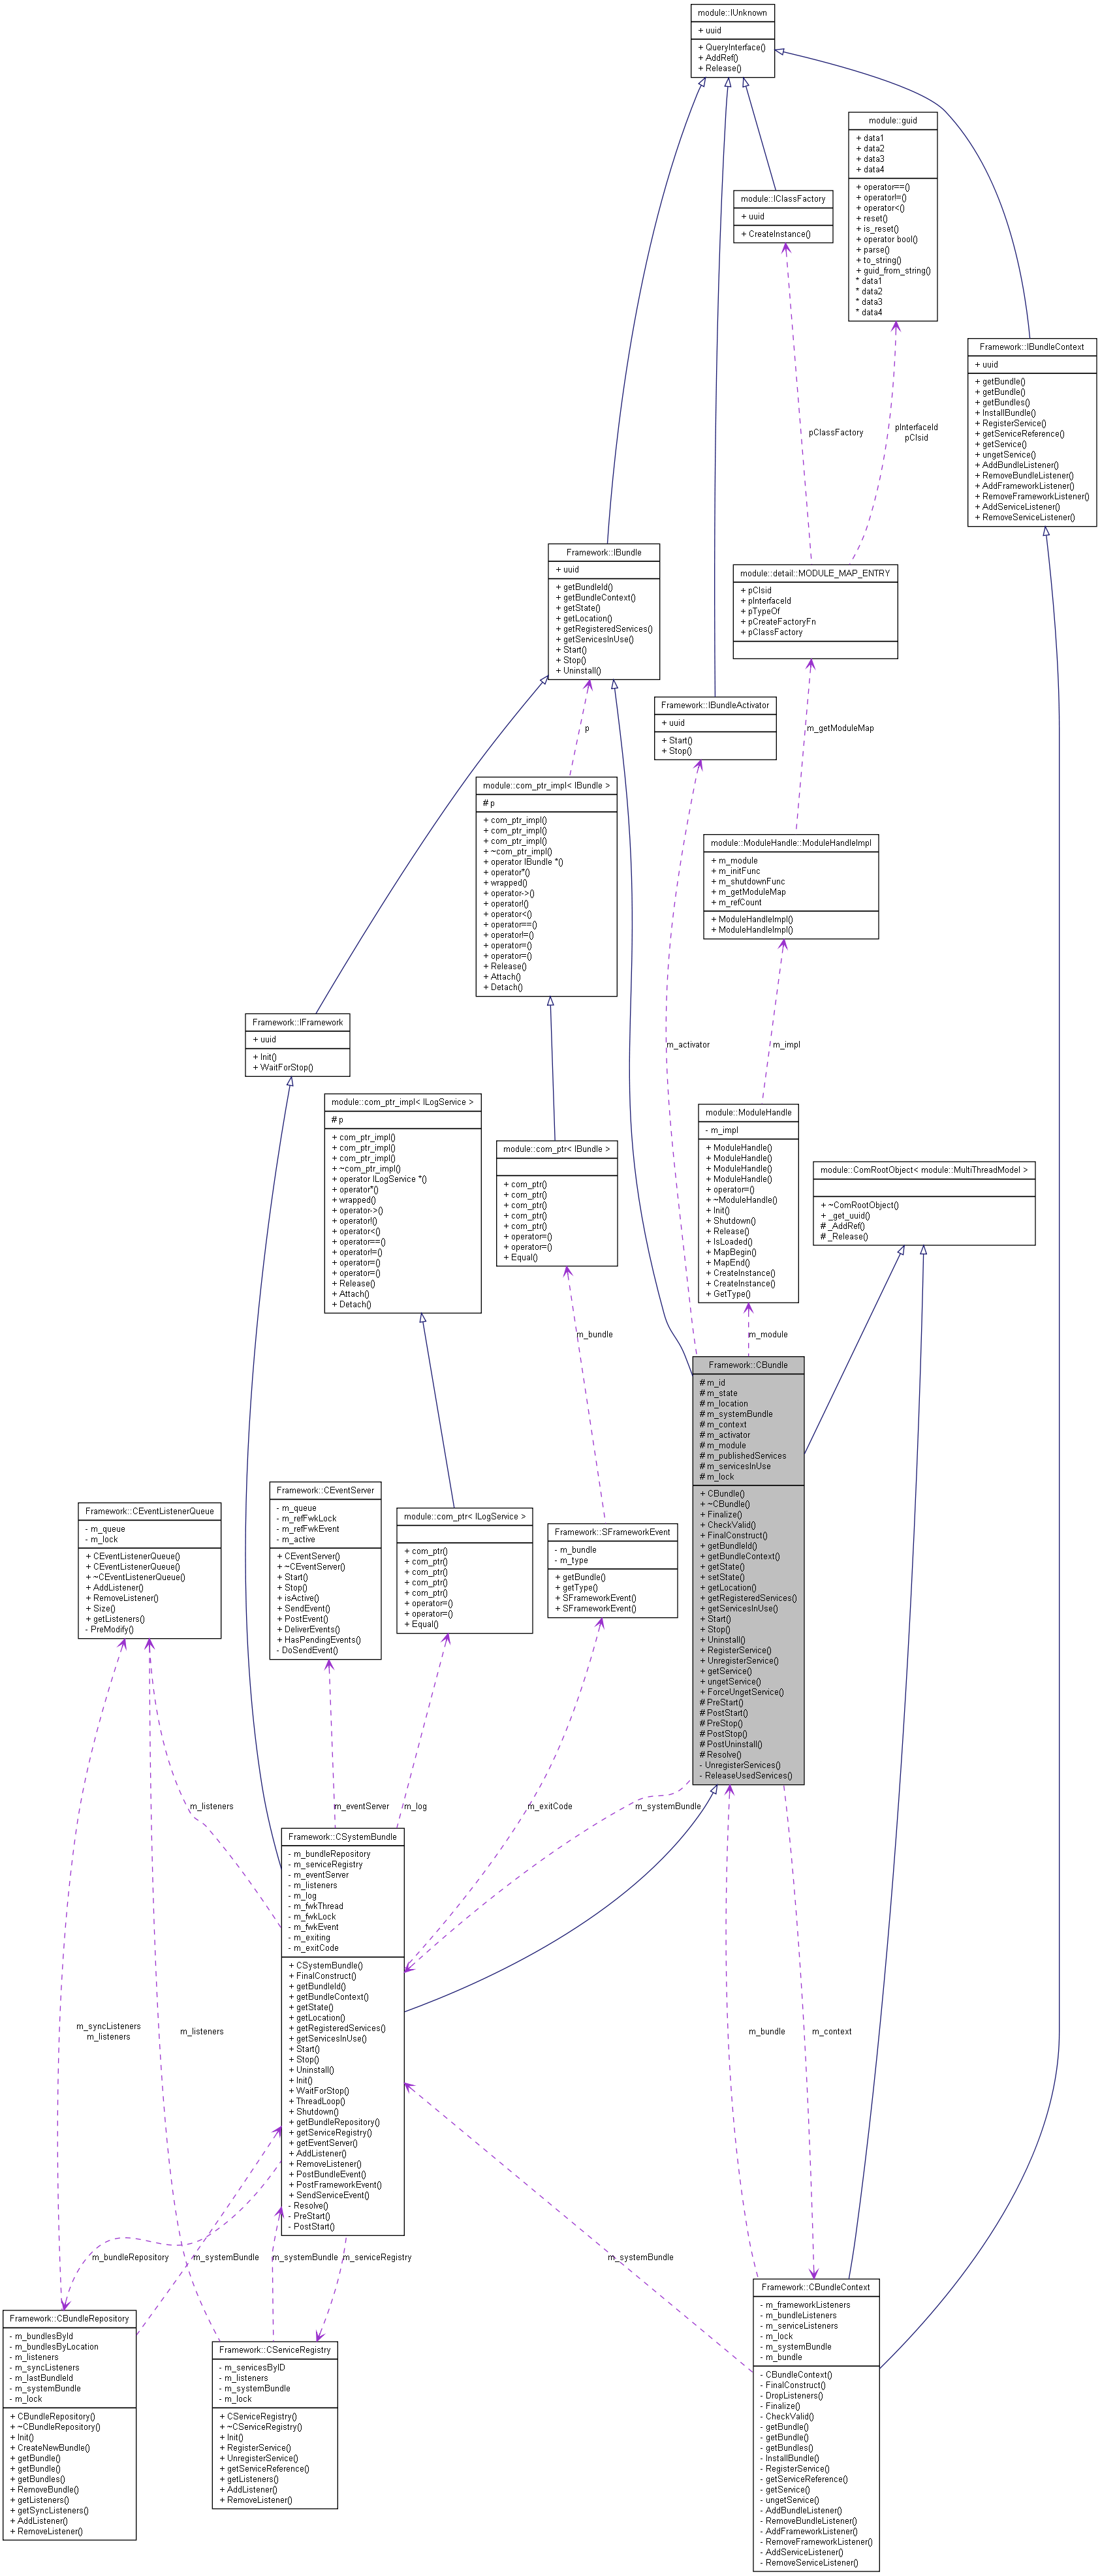 module::IUnknown
+ uuid
+ QueryInterface()
+ AddRef()
+ Release()
module::guid
+ data1
+ data2
+ data3
+ data4
+ operator==()
+ operator!=()
+ operator<()
+ reset()
+ is_reset()
+ operator bool()
+ parse()
+ to_string()
+ guid_from_string()
* data1
* data2
* data3
* data4
module::IClassFactory
+ uuid
+ CreateInstance()
Framework::IBundleContext
+ uuid
+ getBundle()
+ getBundle()
+ getBundles()
+ InstallBundle()
+ RegisterService()
+ getServiceReference()
+ getService()
+ ungetService()
+ AddBundleListener()
+ RemoveBundleListener()
+ AddFrameworkListener()
+ RemoveFrameworkListener()
+ AddServiceListener()
+ RemoveServiceListener()
pClassFactory
pInterfaceId
pClsid
Framework::IBundle
+ uuid
+ getBundleId()
+ getBundleContext()
+ getState()
+ getLocation()
+ getRegisteredServices()
+ getServicesInUse()
+ Start()
+ Stop()
+ Uninstall()
module::detail::MODULE_MAP_ENTRY
+ pClsid
+ pInterfaceId
+ pTypeOf
+ pCreateFactoryFn
+ pClassFactory
Framework::IBundleActivator
+ uuid
+ Start()
+ Stop()
p
m_getModuleMap
module::com_ptr_impl< IBundle >
# p
+ com_ptr_impl()
+ com_ptr_impl()
+ com_ptr_impl()
+ ~com_ptr_impl()
+ operator IBundle *()
+ operator*()
+ wrapped()
+ operator->()
+ operator!()
+ operator<()
+ operator==()
+ operator!=()
+ operator=()
+ operator=()
+ Release()
+ Attach()
+ Detach()
module::ModuleHandle::ModuleHandleImpl
+ m_module
+ m_initFunc
+ m_shutdownFunc
+ m_getModuleMap
+ m_refCount
+ ModuleHandleImpl()
+ ModuleHandleImpl()
Framework::IFramework
+ uuid
+ Init()
+ WaitForStop()
m_activator
m_impl
module::com_ptr_impl< ILogService >
# p
+ com_ptr_impl()
+ com_ptr_impl()
+ com_ptr_impl()
+ ~com_ptr_impl()
+ operator ILogService *()
+ operator*()
+ wrapped()
+ operator->()
+ operator!()
+ operator<()
+ operator==()
+ operator!=()
+ operator=()
+ operator=()
+ Release()
+ Attach()
+ Detach()
module::com_ptr< IBundle >
+ com_ptr()
+ com_ptr()
+ com_ptr()
+ com_ptr()
+ com_ptr()
+ operator=()
+ operator=()
+ Equal()
module::ModuleHandle
- m_impl
+ ModuleHandle()
+ ModuleHandle()
+ ModuleHandle()
+ ModuleHandle()
+ operator=()
+ ~ModuleHandle()
+ Init()
+ Shutdown()
+ Release()
+ IsLoaded()
+ MapBegin()
+ MapEnd()
+ CreateInstance()
+ CreateInstance()
+ GetType()
module::ComRootObject< module::MultiThreadModel >
+ ~ComRootObject()
+ _get_uuid()
# _AddRef()
# _Release()
m_bundle
m_module
Framework::CBundle
# m_id
# m_state
# m_location
# m_systemBundle
# m_context
# m_activator
# m_module
# m_publishedServices
# m_servicesInUse
# m_lock
+ CBundle()
+ ~CBundle()
+ Finalize()
+ CheckValid()
+ FinalConstruct()
+ getBundleId()
+ getBundleContext()
+ getState()
+ setState()
+ getLocation()
+ getRegisteredServices()
+ getServicesInUse()
+ Start()
+ Stop()
+ Uninstall()
+ RegisterService()
+ UnregisterService()
+ getService()
+ ungetService()
+ ForceUngetService()
# PreStart()
# PostStart()
# PreStop()
# PostStop()
# PostUninstall()
# Resolve()
- UnregisterServices()
- ReleaseUsedServices()
Framework::CEventListenerQueue
- m_queue
- m_lock
+ CEventListenerQueue()
+ CEventListenerQueue()
+ ~CEventListenerQueue()
+ AddListener()
+ RemoveListener()
+ Size()
+ getListeners()
- PreModify()
Framework::CEventServer
- m_queue
- m_refFwkLock
- m_refFwkEvent
- m_active
+ CEventServer()
+ ~CEventServer()
+ Start()
+ Stop()
+ isActive()
+ SendEvent()
+ PostEvent()
+ DeliverEvents()
+ HasPendingEvents()
- DoSendEvent()
module::com_ptr< ILogService >
+ com_ptr()
+ com_ptr()
+ com_ptr()
+ com_ptr()
+ com_ptr()
+ operator=()
+ operator=()
+ Equal()
Framework::SFrameworkEvent
- m_bundle
- m_type
+ getBundle()
+ getType()
+ SFrameworkEvent()
+ SFrameworkEvent()
m_listeners
m_eventServer
m_log
m_exitCode
m_systemBundle
Framework::CSystemBundle
- m_bundleRepository
- m_serviceRegistry
- m_eventServer
- m_listeners
- m_log
- m_fwkThread
- m_fwkLock
- m_fwkEvent
- m_exiting
- m_exitCode
+ CSystemBundle()
+ FinalConstruct()
+ getBundleId()
+ getBundleContext()
+ getState()
+ getLocation()
+ getRegisteredServices()
+ getServicesInUse()
+ Start()
+ Stop()
+ Uninstall()
+ Init()
+ WaitForStop()
+ ThreadLoop()
+ Shutdown()
+ getBundleRepository()
+ getServiceRegistry()
+ getEventServer()
+ AddListener()
+ RemoveListener()
+ PostBundleEvent()
+ PostFrameworkEvent()
+ SendServiceEvent()
- Resolve()
- PreStart()
- PostStart()
m_syncListeners
m_listeners
m_listeners
m_bundle
m_context
m_bundleRepository
m_systemBundle
m_systemBundle
m_serviceRegistry
m_systemBundle
Framework::CBundleRepository
- m_bundlesById
- m_bundlesByLocation
- m_listeners
- m_syncListeners
- m_lastBundleId
- m_systemBundle
- m_lock
+ CBundleRepository()
+ ~CBundleRepository()
+ Init()
+ CreateNewBundle()
+ getBundle()
+ getBundle()
+ getBundles()
+ RemoveBundle()
+ getListeners()
+ getSyncListeners()
+ AddListener()
+ RemoveListener()
Framework::CServiceRegistry
- m_servicesByID
- m_listeners
- m_systemBundle
- m_lock
+ CServiceRegistry()
+ ~CServiceRegistry()
+ Init()
+ RegisterService()
+ UnregisterService()
+ getServiceReference()
+ getListeners()
+ AddListener()
+ RemoveListener()
Framework::CBundleContext
- m_frameworkListeners
- m_bundleListeners
- m_serviceListeners
- m_lock
- m_systemBundle
- m_bundle
- CBundleContext()
- FinalConstruct()
- DropListeners()
- Finalize()
- CheckValid()
- getBundle()
- getBundle()
- getBundles()
- InstallBundle()
- RegisterService()
- getServiceReference()
- getService()
- ungetService()
- AddBundleListener()
- RemoveBundleListener()
- AddFrameworkListener()
- RemoveFrameworkListener()
- AddServiceListener()
- RemoveServiceListener()